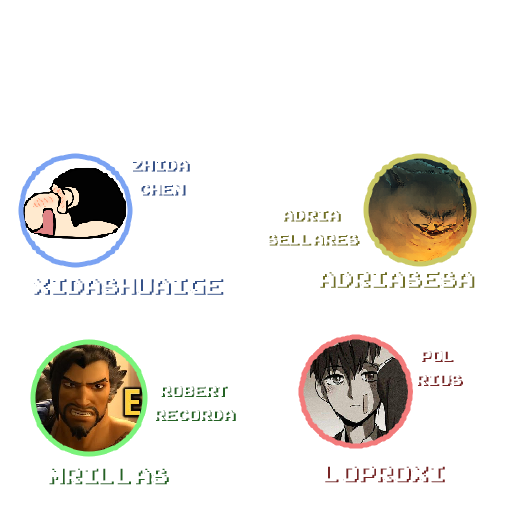 ZHIDA
CHEN
XIDASHUAIGE
ADRIA
SELLARES
ADRIASESA
E
ROBERT
RECORDA
MRILLAS
POL
RIUS
LOPROXI